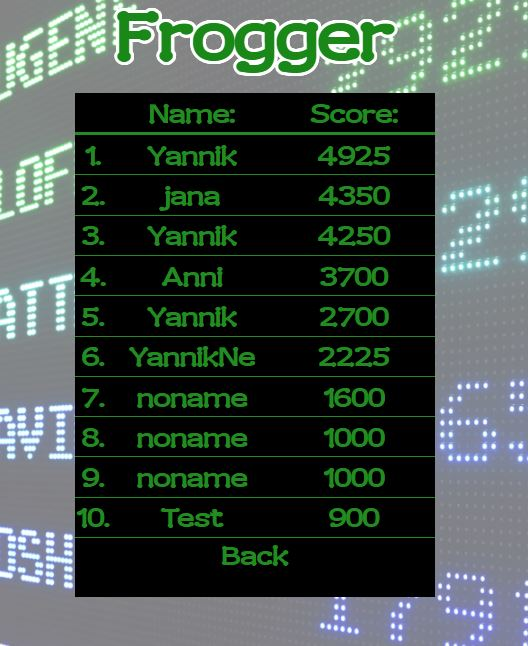 Frogger
Name: Score:
1. Yannik 4925
2. jana 4350
3. Yannik 4250
4. Anni 3700
5. Yannik 2700
6. YannikNe 2225
7. noname 1600
8. noname 1000
9. noname 1000
10. Test 900
Back